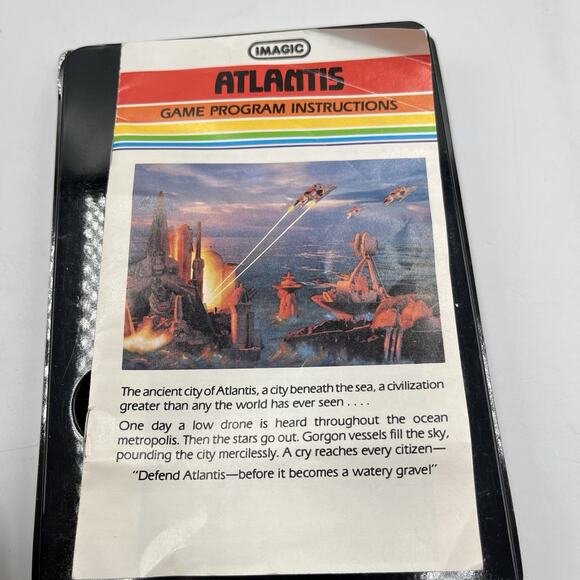 IMAGIC
ATLANTIS
GAME PROGRAM INSTRUCTIONS
The ancient city of Atlantis, a city beneath the sea, a civilization
greater than any the world has ever seen . . . .
One day a low drone is heard throughout the ocean
metropolis. Then the stars go out. Gorgon vessels fill the sky,
pounding the city mercilessly. A cry reaches every citizen—
"Defend Atlantis—before it becomes a watery grave!"